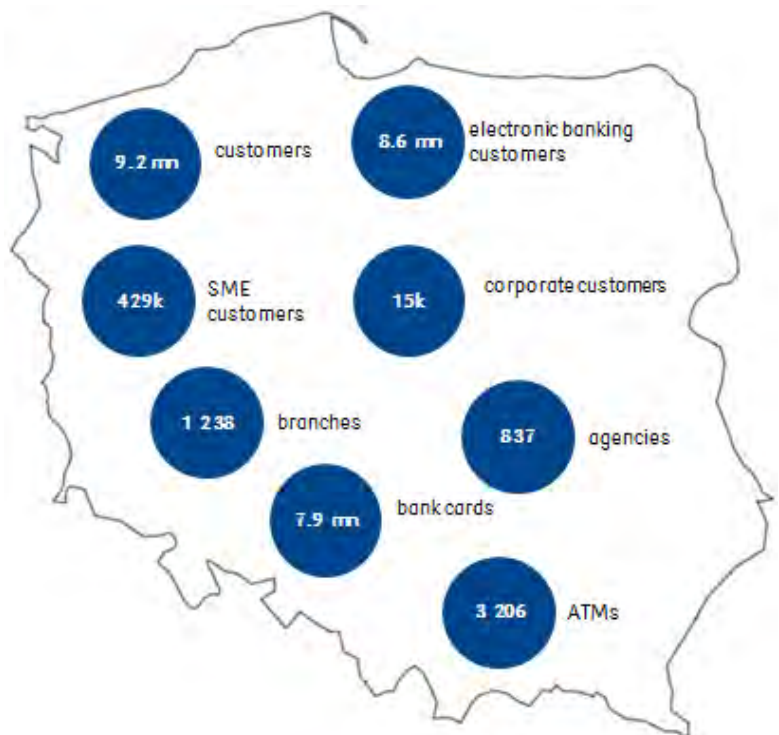 9.2 mn
customers
8.6 mn
electronic banking
customers
429k
SME
customers
15k
corporate customers
1 238
branches
837
agencies
7.9 mn
bank cards
3 206
ATMs